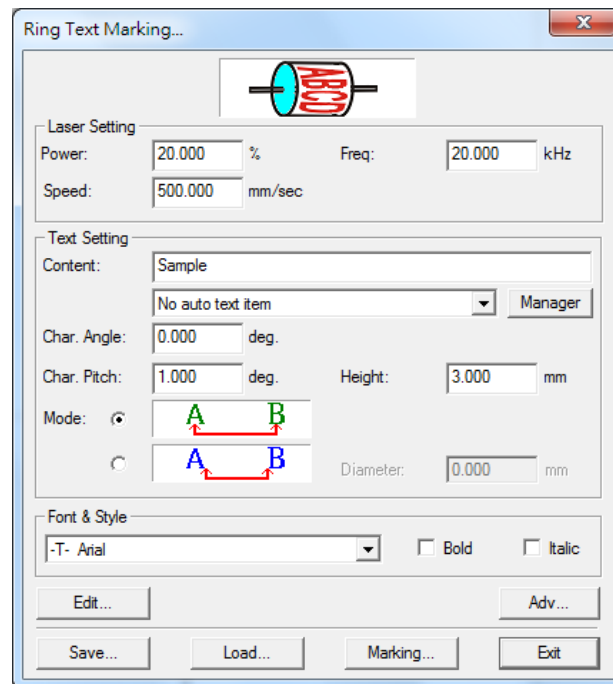 Ring Text Marking...
ABCD
Laser Setting
Power: 20.000 % Freq: 20.000 kHz
Speed: 500.000 mm/sec
Text Setting
Content: Sample
No auto text item Manager
Char. Angle: 0.000 deg.
Char. Pitch: 1.000 deg. Height: 3.000 mm
Mode: A B
A B Diameter: 0.000 mm
Font & Style
-T- Arial Bold Italic
Edit... Adv...
Save... Load... Marking... Exit